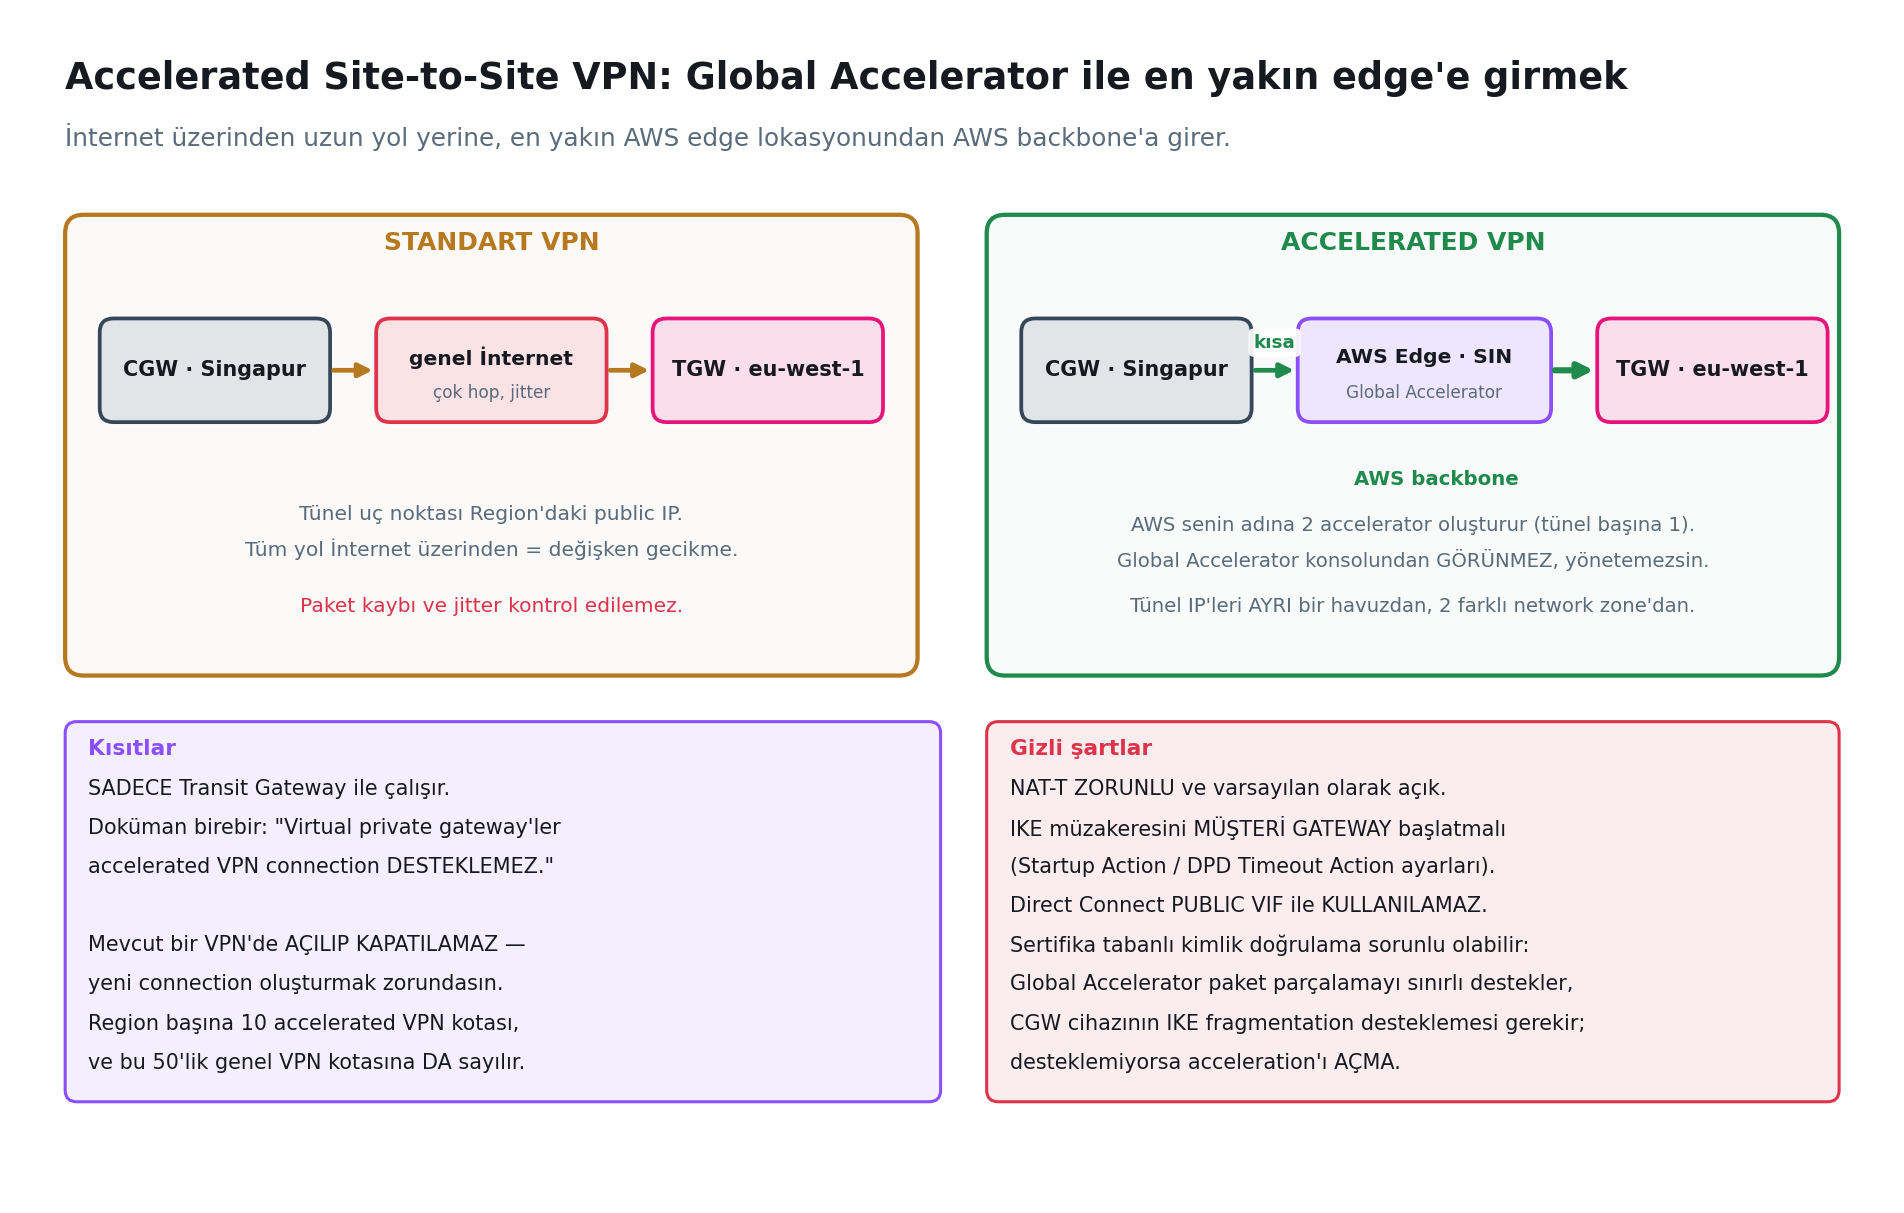 Accelerated Site-to-Site VPN: Global Accelerator ile en yakın edge'e girmek
İnternet üzerinden uzun yol yerine, en yakın AWS edge lokasyonundan AWS backbone'a girer.
STANDART VPN
CGW · Singapur
genel İnternet
çok hop, jitter
TGW · eu-west-1
Tünel uç noktası Region'daki public IP.
Tüm yol İnternet üzerinden = değişken gecikme.
Paket kaybı ve jitter kontrol edilemez.
ACCELERATED VPN
CGW · Singapur
kısa
AWS Edge · SIN
Global Accelerator
TGW · eu-west-1
AWS backbone
AWS senin adına 2 accelerator oluşturur (tünel başına 1).
Global Accelerator konsolundan GÖRÜNMEZ, yönetemezsin.
Tünel IP'leri AYRI bir havuzdan, 2 farklı network zone'dan.
Kısıtlar
SADECE Transit Gateway ile çalışır.
Doküman birebir: "Virtual private gateway'ler
accelerated VPN connection DESTEKLEMEZ."
Mevcut bir VPN'de AÇILIP KAPATILAMAZ —
yeni connection oluşturmak zorundasın.
Region başına 10 accelerated VPN kotası,
ve bu 50'lik genel VPN kotasına DA sayılır.
Gizli şartlar
NAT-T ZORUNLU ve varsayılan olarak açık.
IKE müzakeresini MÜŞTERİ GATEWAY başlatmalı
(Startup Action / DPD Timeout Action ayarları).
Direct Connect PUBLIC VIF ile KULLANILAMAZ.
Sertifika tabanlı kimlik doğrulama sorunlu olabilir:
Global Accelerator paket parçalamayı sınırlı destekler,
CGW cihazının IKE fragmentation desteklemesi gerekir;
desteklemiyorsa acceleration'ı AÇMA.